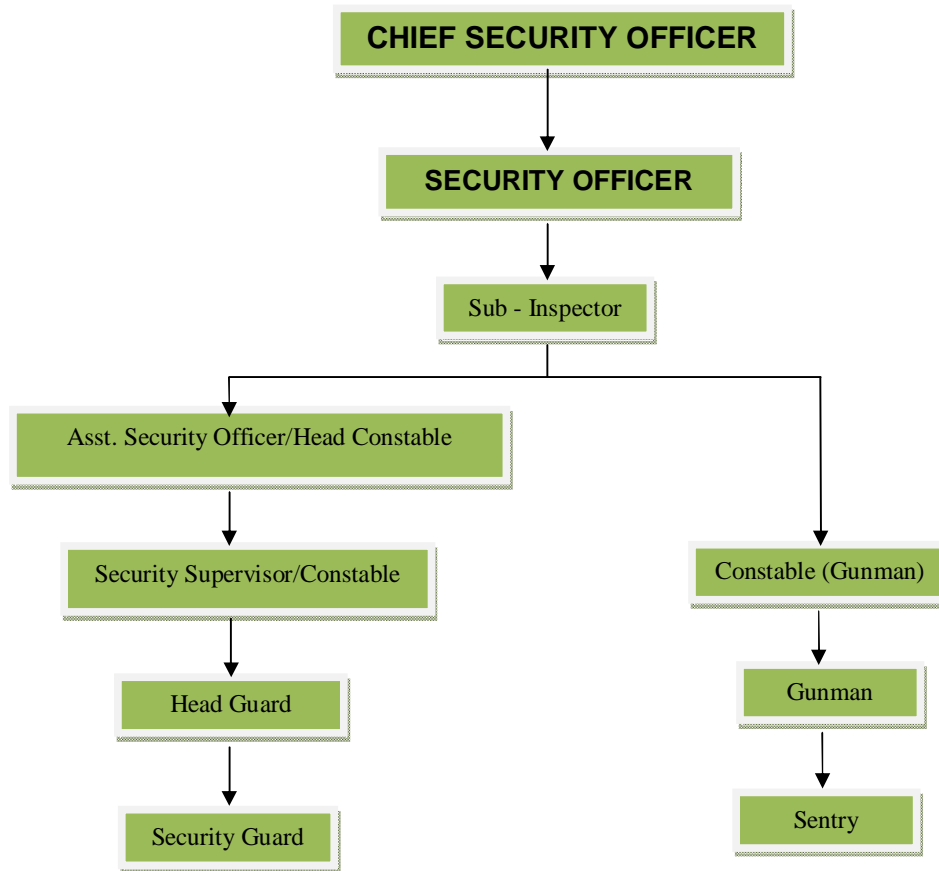 CHIEF SECURITY OFFICER
SECURITY OFFICER
Sub - Inspector
Asst. Security Officer/Head Constable
Security Supervisor/Constable
Constable (Gunman)
Head Guard
Gunman
Security Guard
Sentry